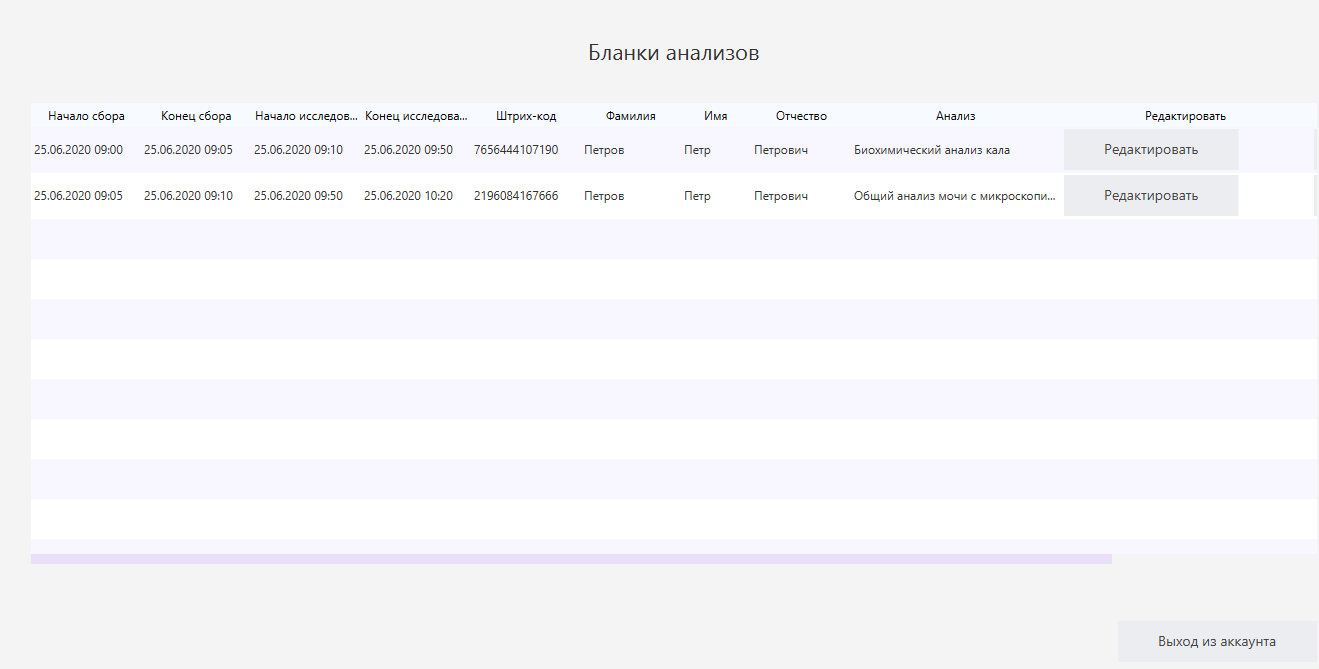 Бланки анализов
Начало сбора Конец сбора Начало исследов... Конец исследова... Штрих-код Фамилия Имя Отчество Анализ Редактировать
25.06.2020 09:00 25.06.2020 09:05 25.06.2020 09:10 25.06.2020 09:50 7656444107190 Петров Петр Петрович Биохимический анализ кала Редактировать
25.06.2020 09:05 25.06.2020 09:10 25.06.2020 09:50 25.06.2020 10:20 2196084167666 Петров Петр Петрович Общий анализ мочи с микроскопи... Редактировать
Выход из аккаунта